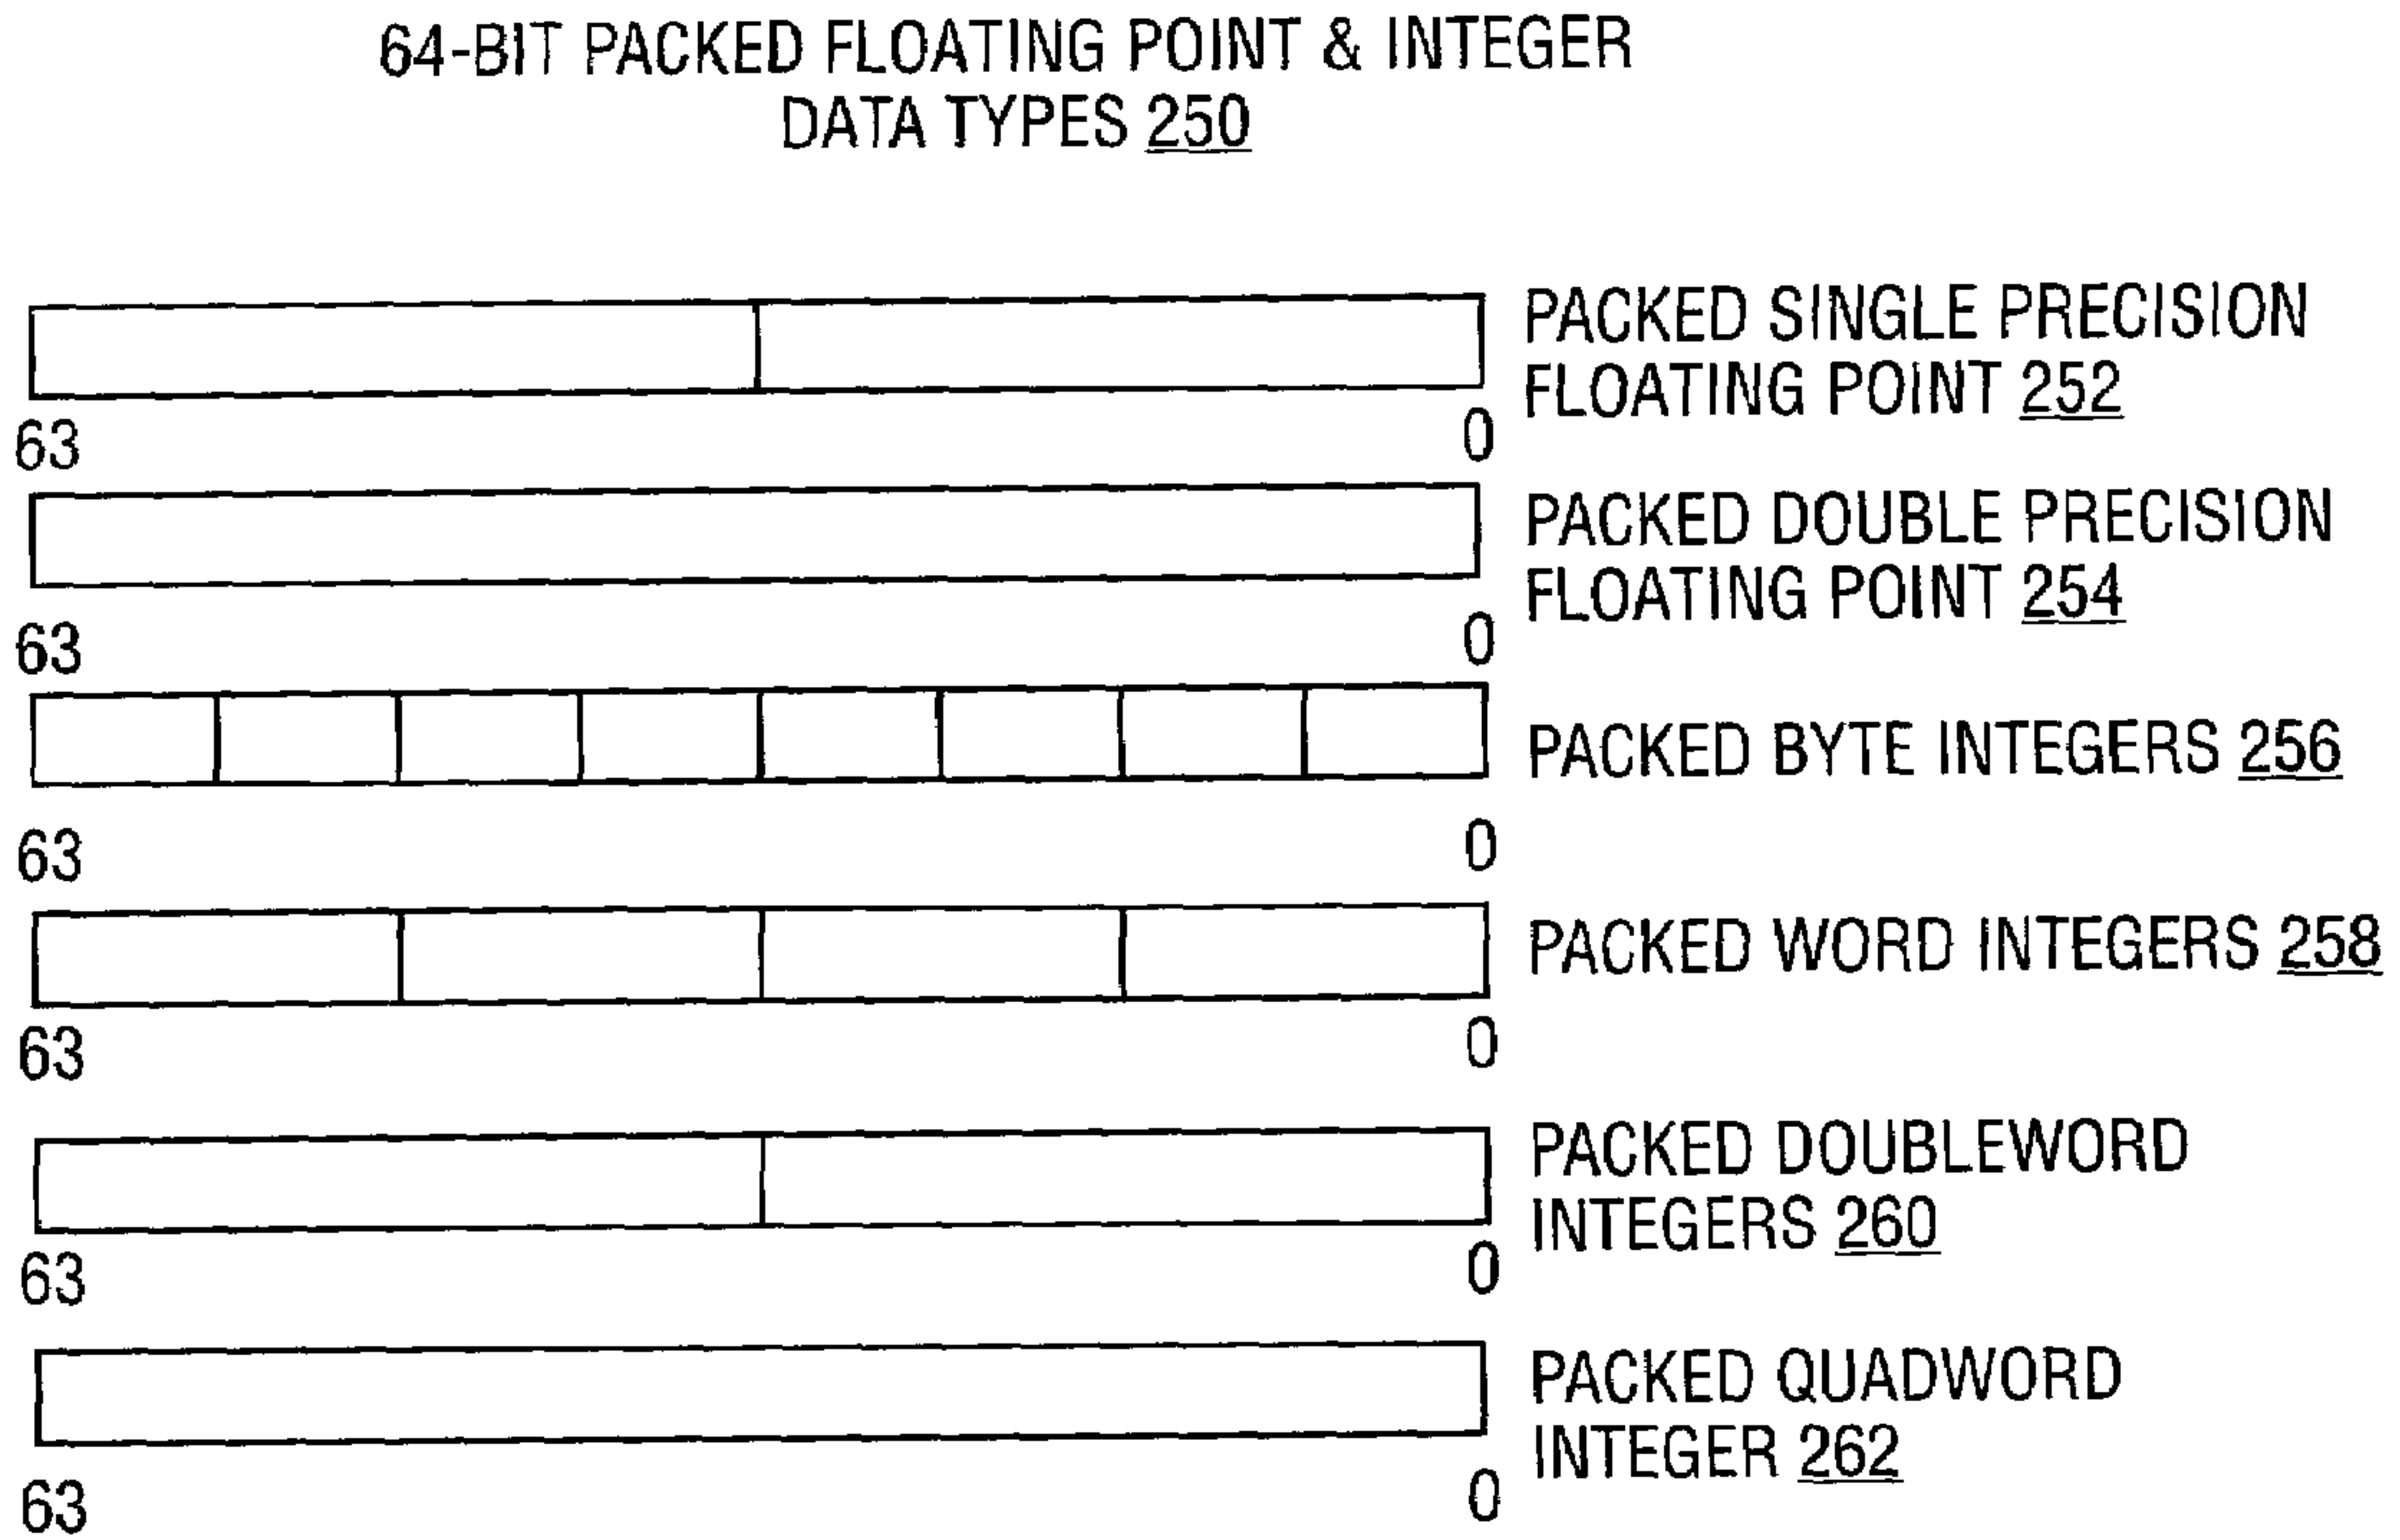 64-BIT PACKED FLOATING POINT & INTEGER
DATA TYPES 250
PACKED SINGLE PRECISION
FLOATING POINT 252
63 0
PACKED DOUBLE PRECISION
FLOATING POINT 254
63 0
PACKED BYTE INTEGERS 256
63 0
PACKED WORD INTEGERS 258
63 0
PACKED DOUBLEWORD
INTEGERS 260
63 0
PACKED QUADWORD
INTEGER 262
63 0